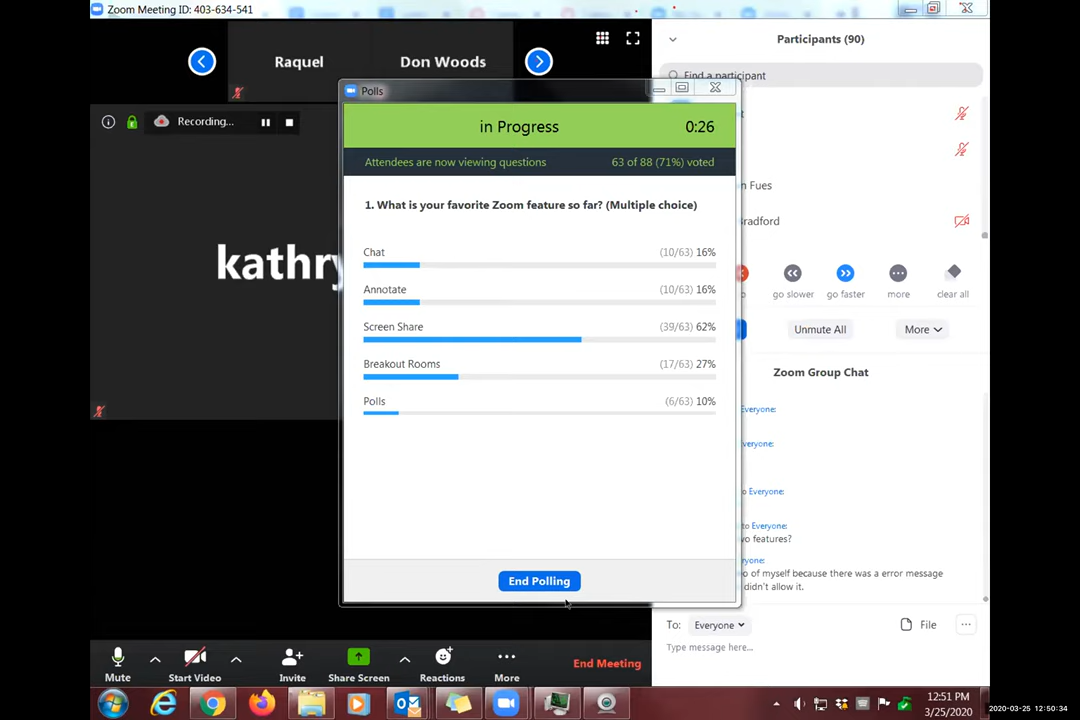 Zoom Meeting ID: 403-634-541
Raquel
Don Woods
Recording...
kathry
Polls
in Progress
0:26
Attendees are now viewing questions
63 of 88 (71%) voted
1. What is your favorite Zoom feature so far? (Multiple choice)
Chat
(10/63) 16%
Annotate
(10/63) 16%
Screen Share
(39/63) 62%
Breakout Rooms
(17/63) 27%
Polls
(6/63) 10%
End Polling
Participants (90)
Find a participant
n Fues
Bradford
go slower
go faster
more
clear all
Unmute All
More
Zoom Group Chat
Everyone:
veryone:
to Everyone:
to Everyone:
vo features?
yone:
o of myself because there was a error message
didn't allow it.
To:
Everyone
File
Type message here...
Mute
Start Video
Invite
Share Screen
Reactions
More
End Meeting
12:51 PM
3/25/2020
2020-03-25 12:50:34